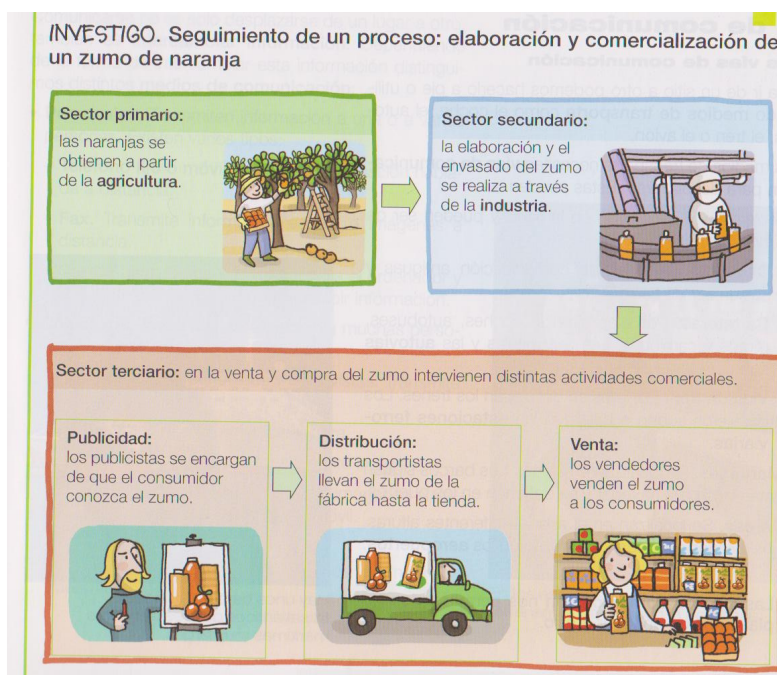 INVESTIGO. Seguimiento de un proceso: elaboración y comercialización de
un zumo de naranja
Sector primario:
las naranjas se
obtienen a partir
de la agricultura.
Sector secundario:
la elaboración y el
envasado del zumo
se realiza a través
de la industria.
Sector terciario: en la venta y compra del zumo intervienen distintas actividades comerciales.
Publicidad:
los publicistas se encargan
de que el consumidor
conozca el zumo.
Distribución:
los transportistas
llevan el zumo de la
fábrica hasta la tienda.
Venta:
los vendedores
venden el zumo
a los consumidores.